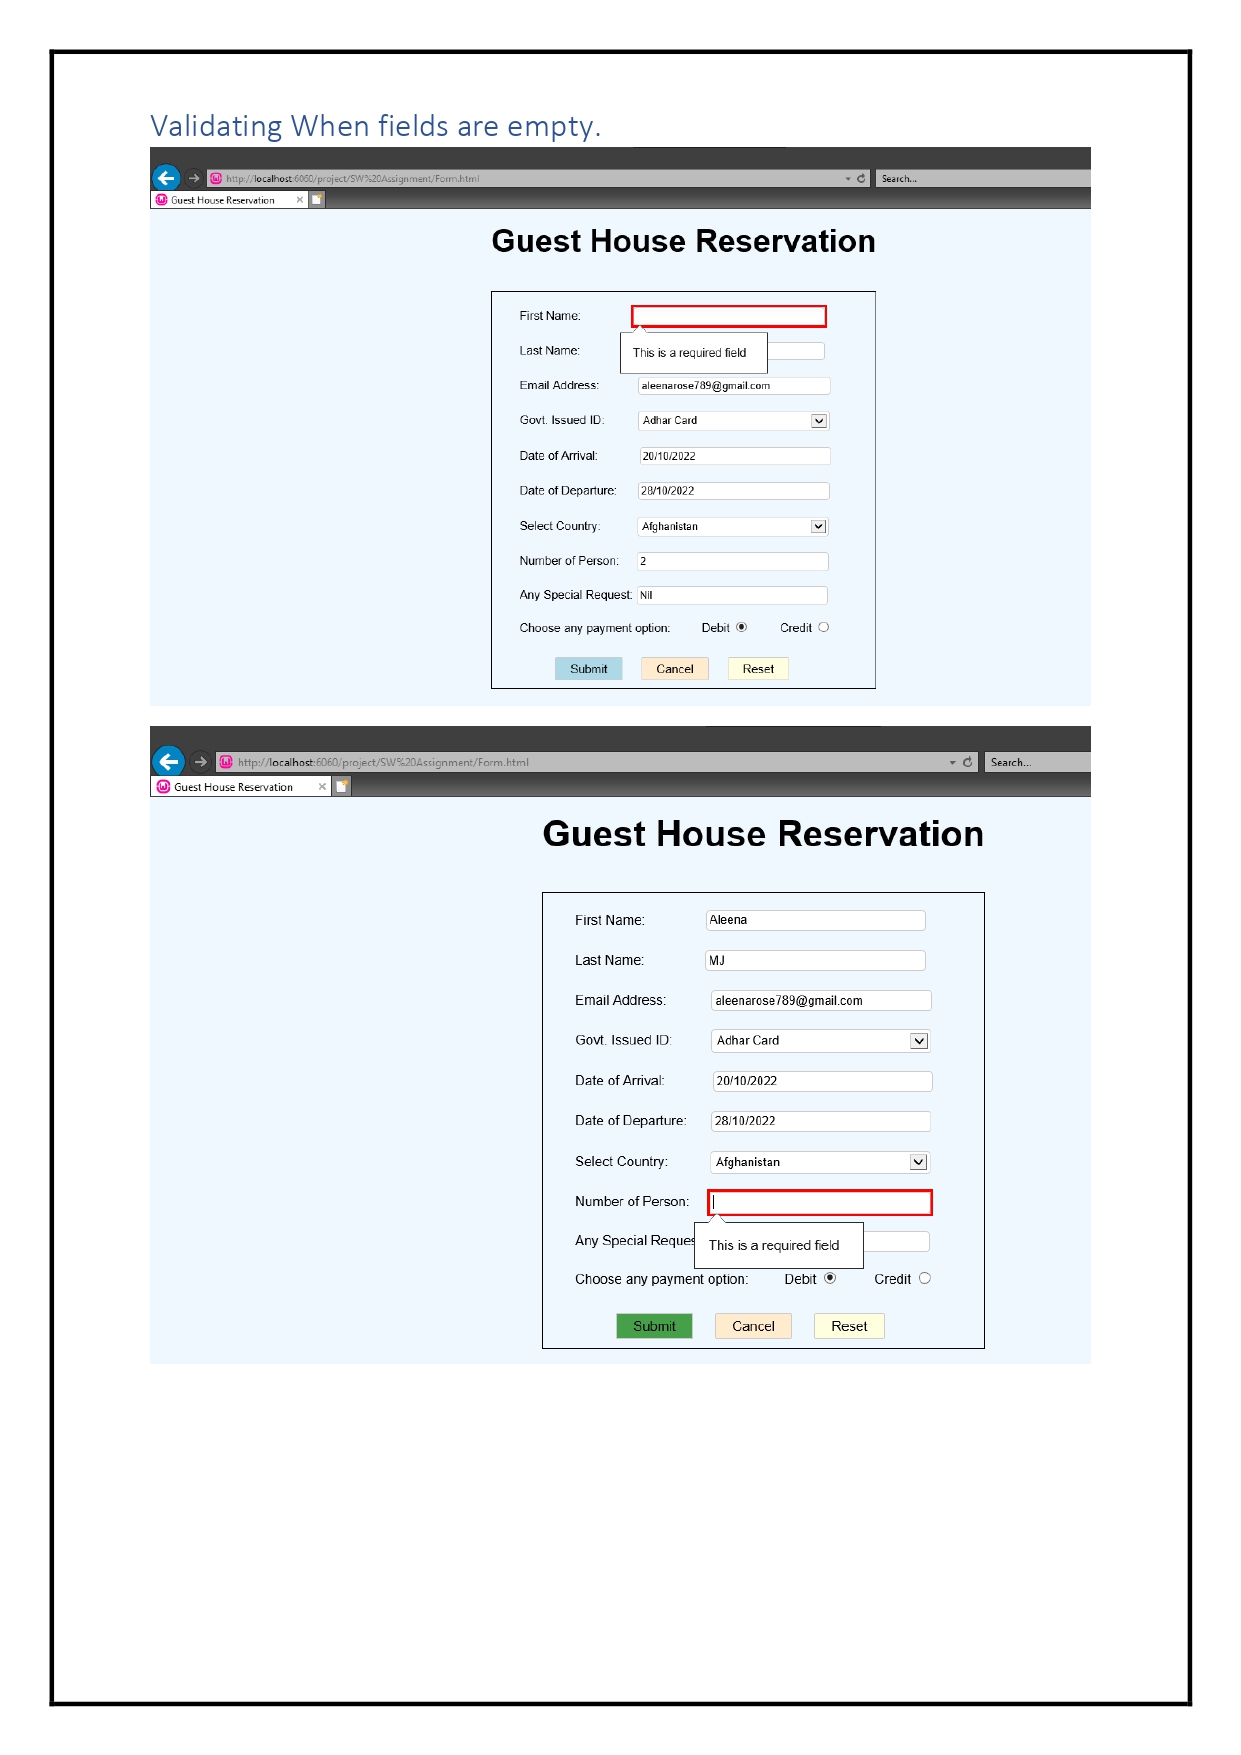 Validating When fields are empty.
http://localhost:6060/project/SW%20Assignment/Form.html
Search...
Guest House Reservation
Guest House Reservation
First Name:
This is a required field
Last Name:
Email Address: aleenarose789@gmail.com
Govt. Issued ID: Adhar Card
Date of Arrival: 20/10/2022
Date of Departure: 28/10/2022
Select Country: Afghanistan
Number of Person: 2
Any Special Request: Nil
Choose any payment option: Debit Credit
Submit Cancel Reset
http://localhost:6060/project/SW%20Assignment/Form.html
Search...
Guest House Reservation
Guest House Reservation
First Name: Aleena
Last Name: MJ
Email Address: aleenarose789@gmail.com
Govt. Issued ID: Adhar Card
Date of Arrival: 20/10/2022
Date of Departure: 28/10/2022
Select Country: Afghanistan
Number of Person:
Any Special Reques
This is a required field
Choose any payment option: Debit Credit
Submit Cancel Reset